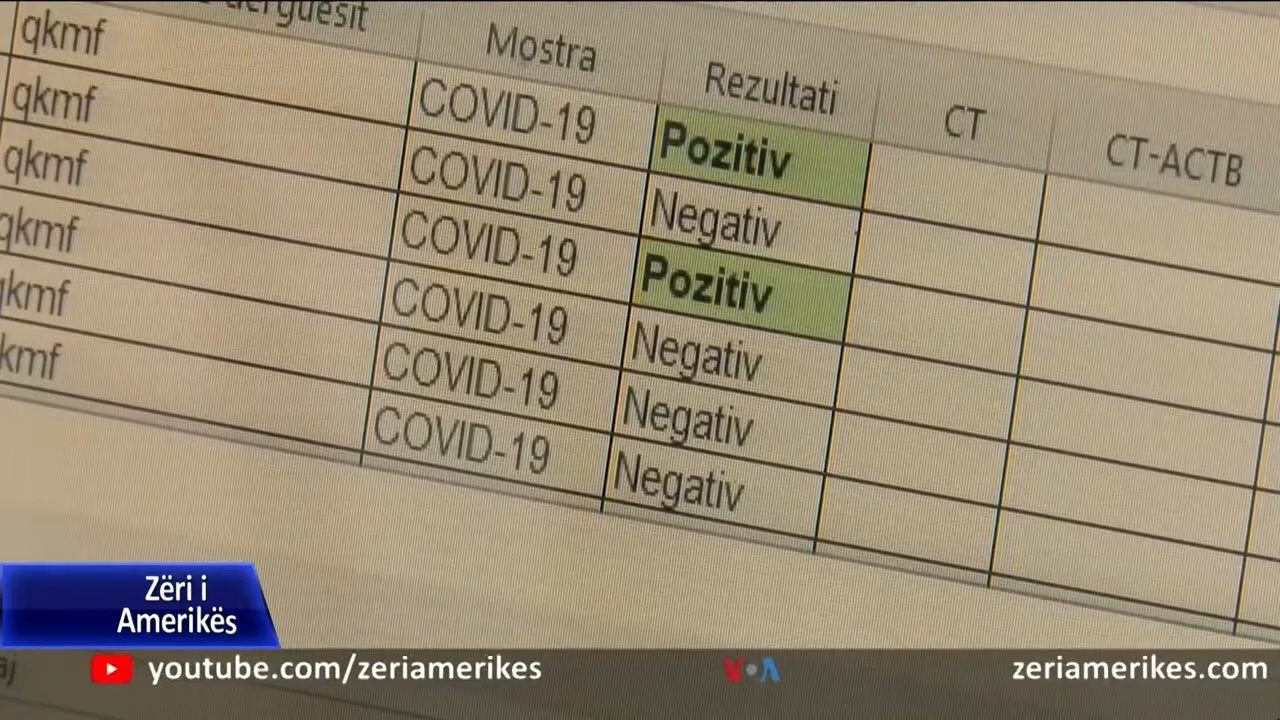 Mostra Rezultati CT CT-ACTB
qkmf COVID-19 Pozitiv
qkmf COVID-19 Negativ
qkmf COVID-19 Pozitiv
qkmf COVID-19 Negativ
qkmf COVID-19 Negativ
kmf COVID-19 Negativ
Zëri i
Amerikës
youtube.com/zeriamerikes VOA zeriamerikes.com